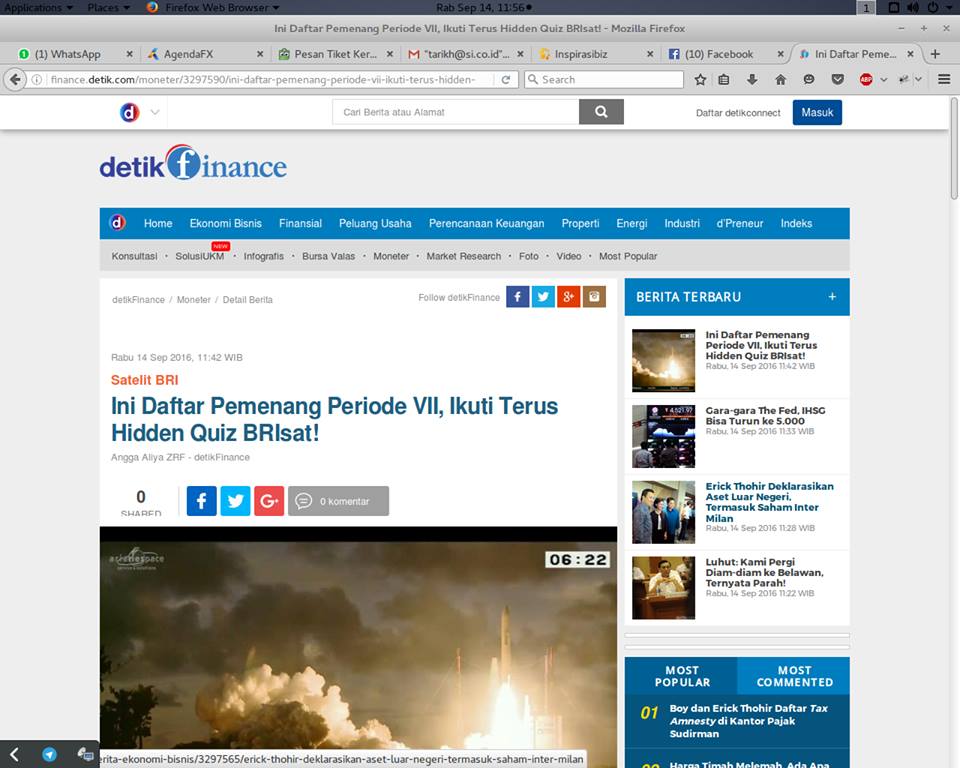 Applications
Places
Firefox Web Browser
Rab Sep 14, 11:56
1
Ini Daftar Pemenang Periode VII, Ikuti Terus Hidden Quiz BRIsat! - Mozilla Firefox
(1) WhatsApp
AgendaFX
Pesan Tiket Ker...
"tarikh@si.co.id"...
Inspirasibiz
(10) Facebook
Ini Daftar Peme...
finance.detik.com/moneter/3297590/ini-daftar-pemenang-periode-vii-ikuti-terus-hidden-
Search
ABP
d
Cari Berita atau Alamat
Daftar detikconnect
Masuk
detikfinance
d
Home
Ekonomi Bisnis
Finansial
Peluang Usaha
Perencanaan Keuangan
Properti
Energi
Industri
d'Preneur
Indeks
NEW
Konsultasi · SolusiUKM · Infografis · Bursa Valas · Moneter · Market Research · Foto · Video · Most Popular
detikFinance / Moneter / Detail Berita
Follow detikFinance
Rabu 14 Sep 2016, 11:42 WIB
Satelit BRI
Ini Daftar Pemenang Periode VII, Ikuti Terus
Hidden Quiz BRIsat!
Angga Aliya ZRF - detikFinance
0
SHARED
0 komentar
arianespace
service & solutions
06:22
BERITA TERBARU
+
Ini Daftar Pemenang
Periode VII, Ikuti Terus
Hidden Quiz BRIsat!
Rabu, 14 Sep 2016 11:42 WIB
4,521.97
Gara-gara The Fed, IHSG
Bisa Turun ke 5.000
Rabu, 14 Sep 2016 11:33 WIB
Erick Thohir Deklarasikan
Aset Luar Negeri,
Termasuk Saham Inter
Milan
Rabu, 14 Sep 2016 11:28 WIB
Luhut: Kami Pergi
Diam-diam ke Belawan,
Ternyata Parah!
Rabu, 14 Sep 2016 11:22 WIB
MOST
POPULAR
MOST
COMMENTED
01
Boy dan Erick Thohir Daftar Tax
Amnesty di Kantor Pajak
Sudirman
Harga Timah Melemah, Ada Apa
erita-ekonomi-bisnis/3297565/erick-thohir-deklarasikan-aset-luar-negeri-termasuk-saham-inter-milan